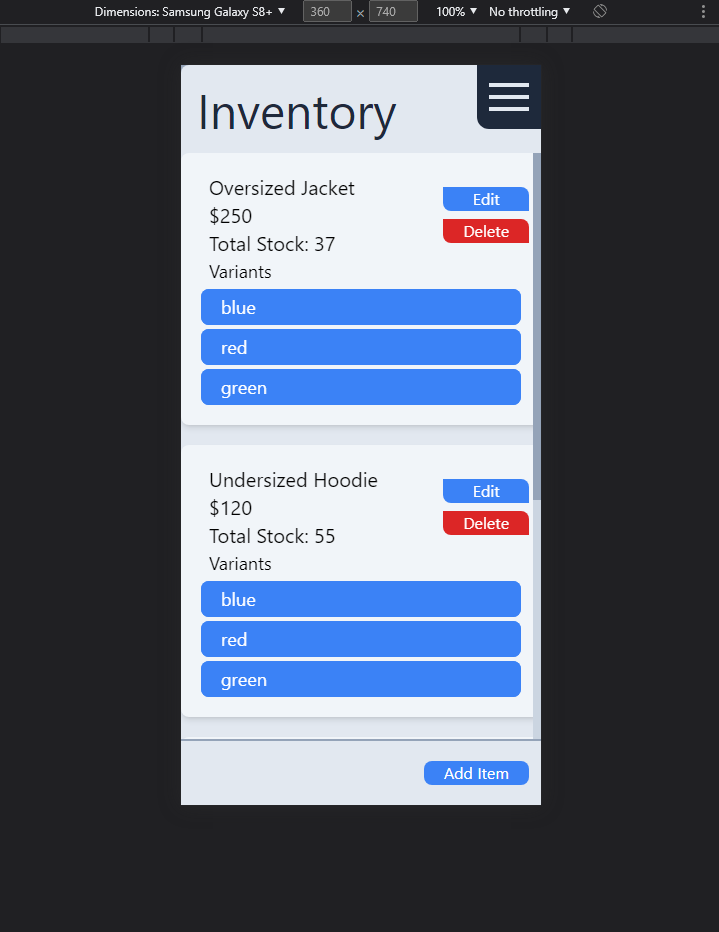 Dimensions: Samsung Galaxy S8+ ▼ 360 × 740 100% ▼ No throttling ▼
Inventory
Oversized Jacket
$250
Total Stock: 37
Variants
Edit
Delete
blue
red
green
Undersized Hoodie
$120
Total Stock: 55
Variants
Edit
Delete
blue
red
green
Add Item